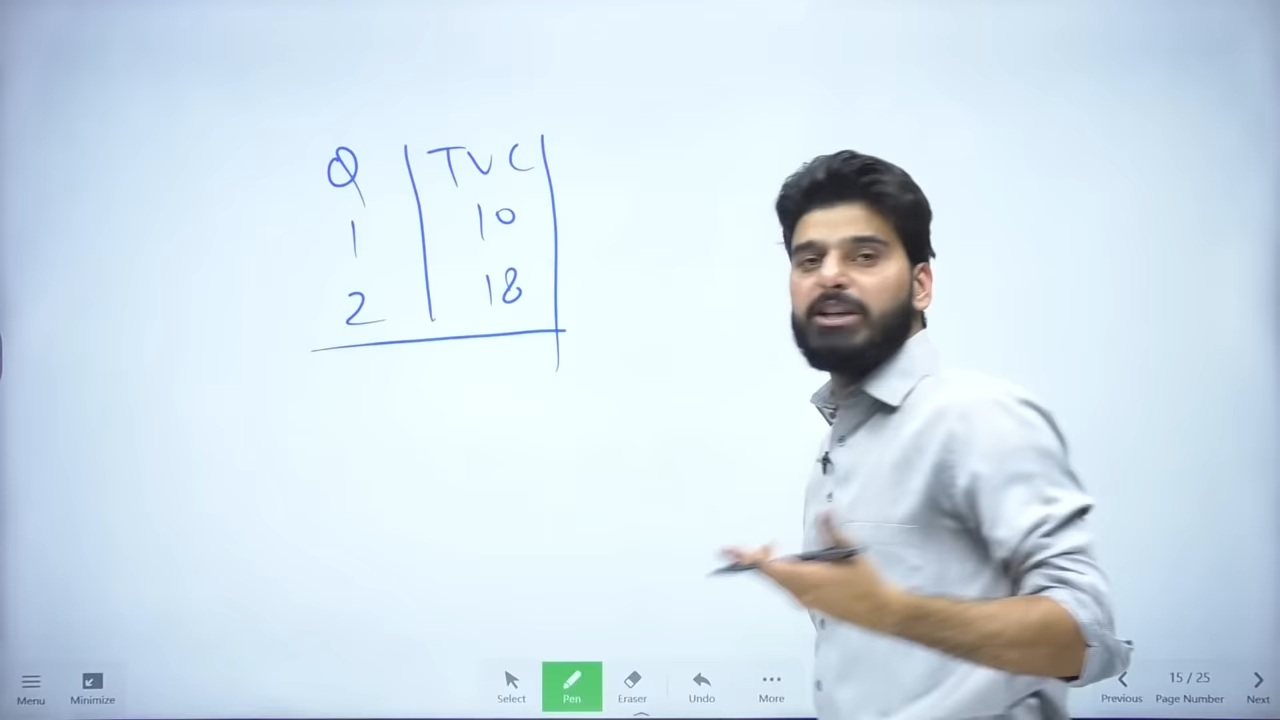 Q TVC
1 10
2 18
Menu Minimize Select Pen Eraser Undo More Previous 15 / 25 Page Number Next